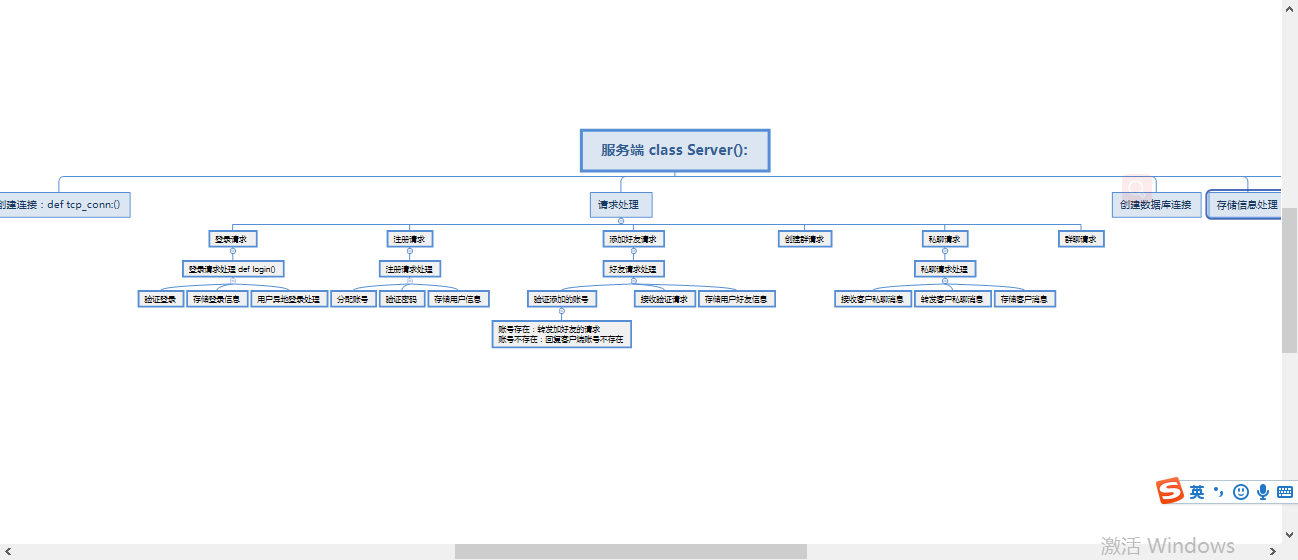 服务端 class Server():
创建连接：def tcp_conn:()
请求处理
创建数据库连接
存储信息处理
登录请求
注册请求
添加好友请求
创建群请求
私聊请求
群聊请求
登录请求处理 def login()
注册请求处理
好友请求处理
私聊请求处理
验证登录
存储登录信息
用户异地登录处理
分配账号
验证密码
存储用户信息
验证添加的账号
接收验证请求
存储用户好友信息
接收客户私聊消息
转发客户私聊消息
存储客户消息
账号存在：转发加好友的请求
账号不存在：回复客户端账号不存在
英
激活 Windows